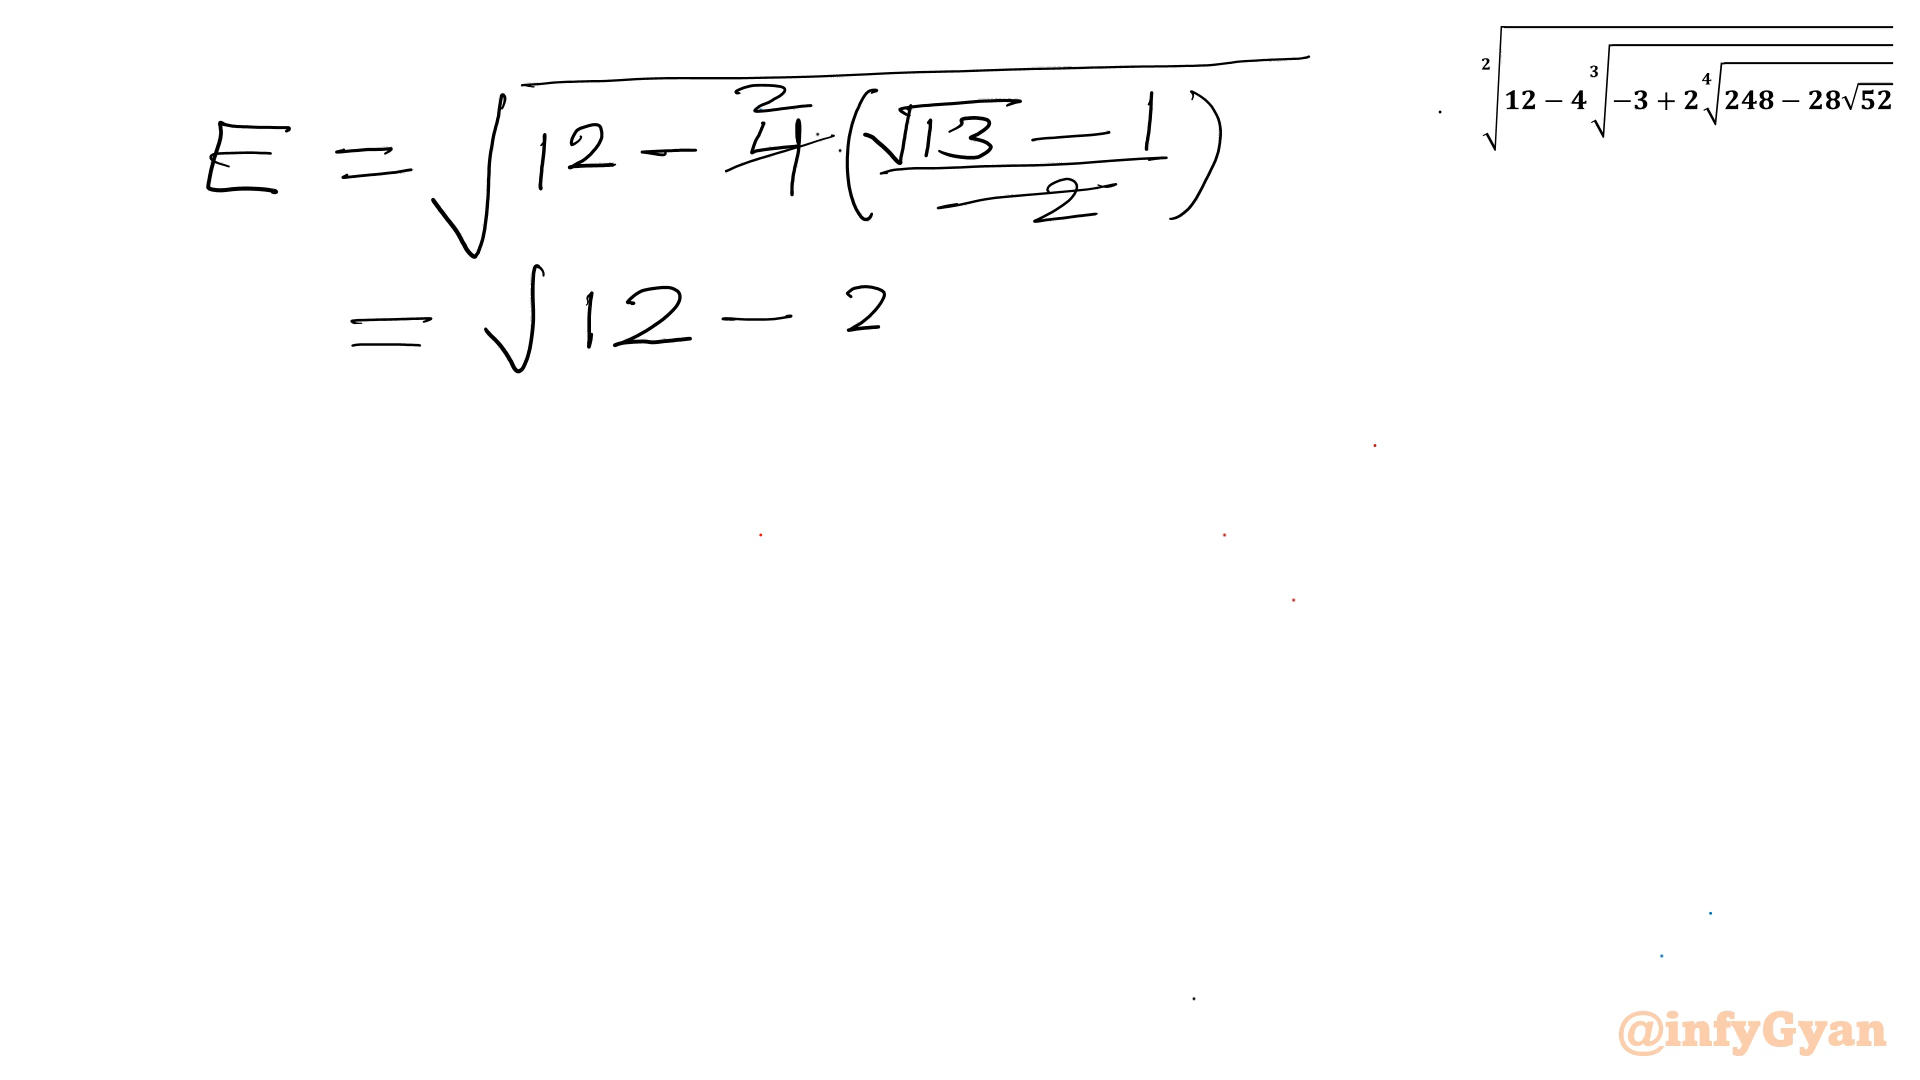 E = √(12 - 4 2 · ((√13 - 1)/2))
= √12 - 2
²√(12 − 4 ³√(−3 + 2 ⁴√(248 − 28√52)))
@infyGyan